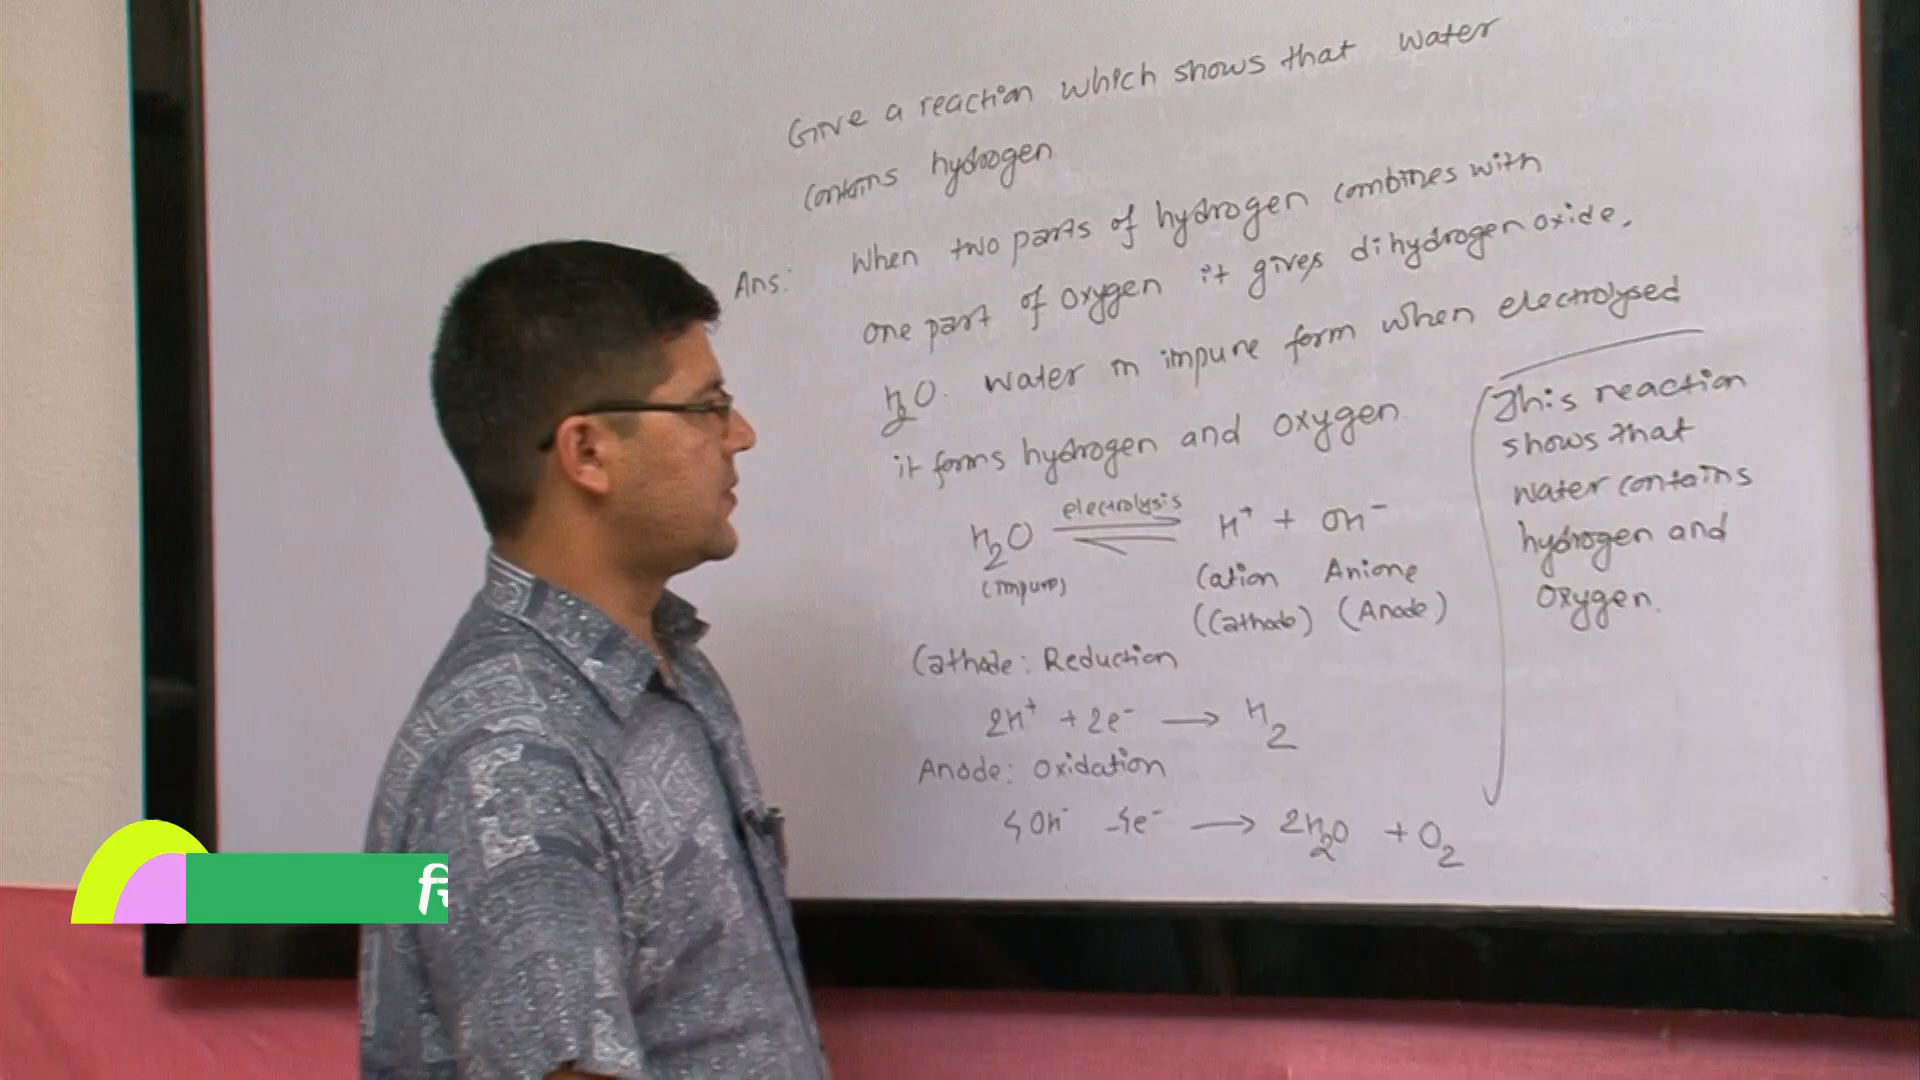 Give a reaction which shows that water
contains hydrogen
Ans: When two parts of hydrogen combines with
one part of oxygen it gives dihydrogen oxide.
H2O. Water in impure form when electrolysed
it forms hydrogen and oxygen.
H2O electrolysis H+ + OH-
(impure) Cation Anione
(Cathode) (Anode)
Cathode: Reduction
2H+ + 2e- → H2
Anode: Oxidation
4OH- -4e- → 2H2O + O2
This reaction
shows that
water contains
hydrogen and
oxygen.